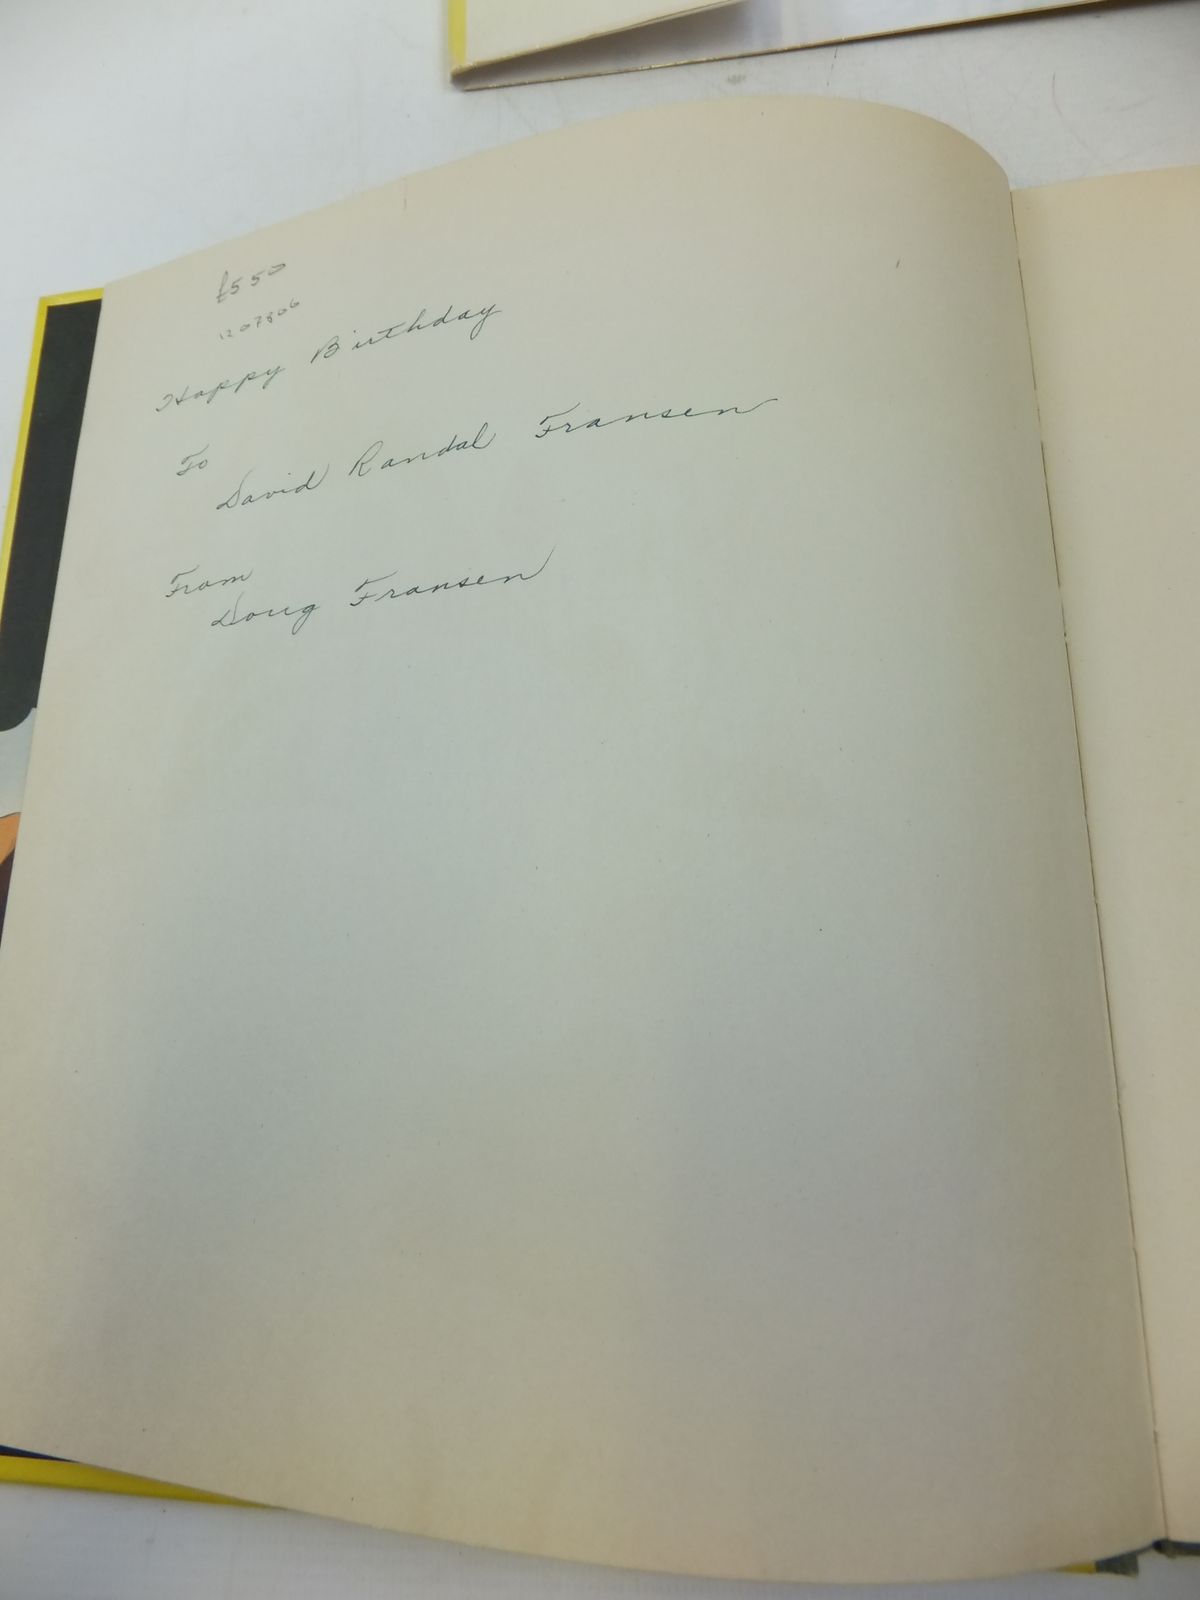 £550
1207806
Happy Birthday
To
David Randal Fransen
From
Doug Fransen